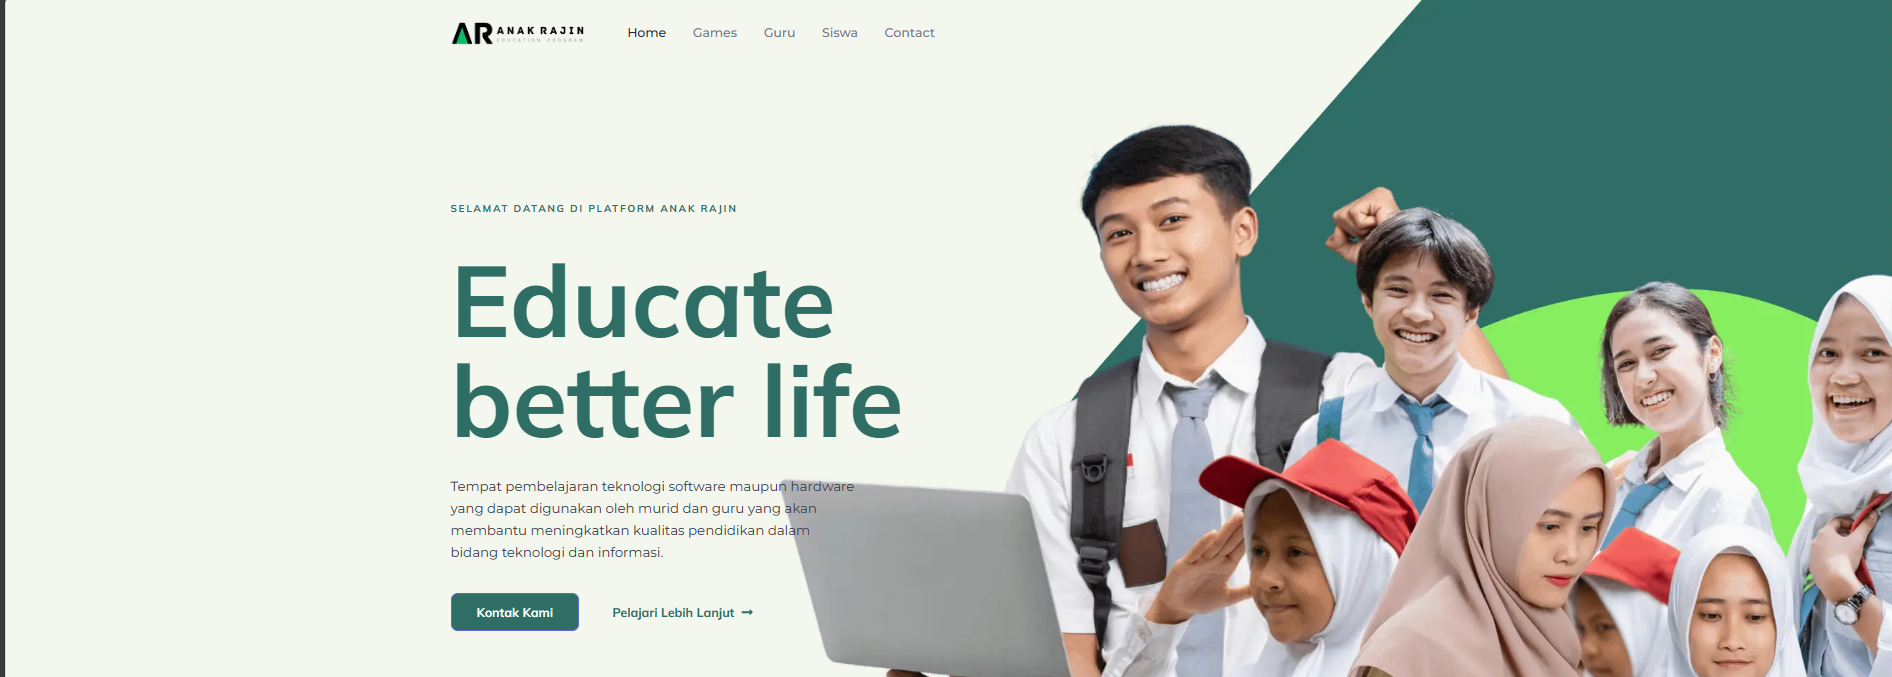 AR ANAK RAJIN
EDUCATION PROGRAM
Home Games Guru Siswa Contact
SELAMAT DATANG DI PLATFORM ANAK RAJIN
Educate
better life
Tempat pembelajaran teknologi software maupun hardware
yang dapat digunakan oleh murid dan guru yang akan
membantu meningkatkan kualitas pendidikan dalam
bidang teknologi dan informasi.
Kontak Kami Pelajari Lebih Lanjut →